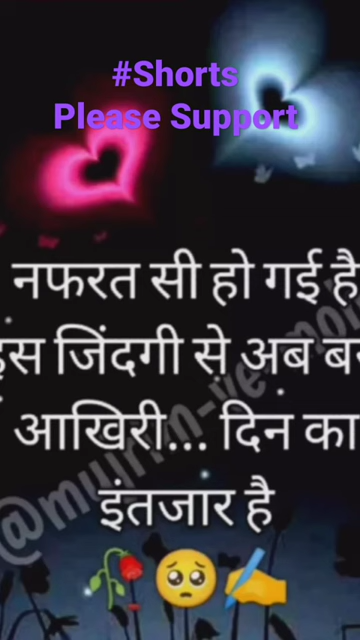 #Shorts
Please Support
नफरत सी हो गई है
इस जिंदगी से अब
आखिरी... दिन का
इंतजार है